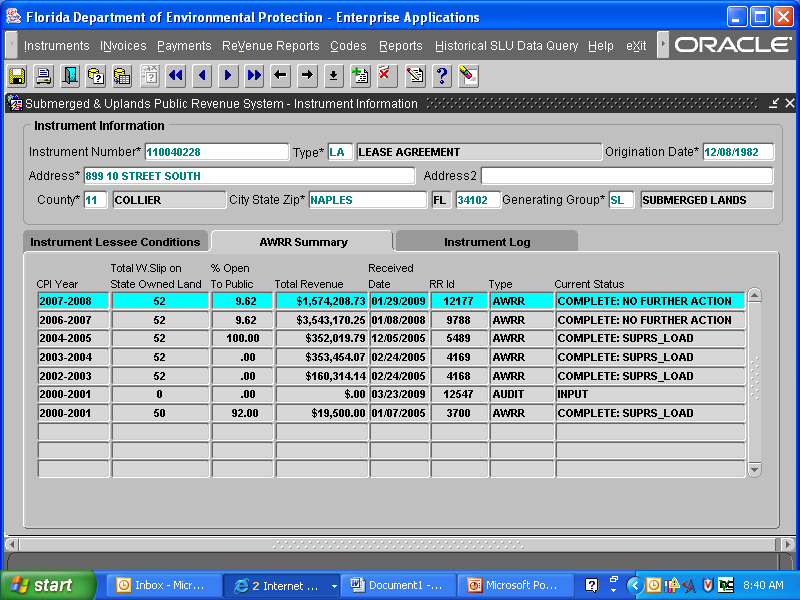 Florida Department of Environmental Protection - Enterprise Applications
Instruments INvoices Payments ReVenue Reports Codes Reports Historical SLU Data Query Help eXit ORACLE
Submerged & Uplands Public Revenue System - Instrument Information
Instrument Information
Instrument Number* 110040228 Type* LA LEASE AGREEMENT Origination Date* 12/08/1982
Address* 899 10 STREET SOUTH Address2
County* 11 COLLIER City State Zip* NAPLES FL 34102 Generating Group* SL SUBMERGED LANDS
Instrument Lessee Conditions AWRR Summary Instrument Log
Total W.Slip on % Open Received
CPI Year State Owned Land To Public Total Revenue Date RR Id Type Current Status
2007-2008 52 9.62 $1,574,208.73 01/29/2009 12177 AWRR COMPLETE: NO FURTHER ACTION
2006-2007 52 9.62 $3,543,170.25 01/08/2008 9788 AWRR COMPLETE: NO FURTHER ACTION
2004-2005 52 100.00 $352,019.79 12/05/2005 5489 AWRR COMPLETE: SUPRS_LOAD
2003-2004 52 .00 $353,454.07 02/24/2005 4169 AWRR COMPLETE: SUPRS_LOAD
2002-2003 52 .00 $160,314.14 02/24/2005 4168 AWRR COMPLETE: SUPRS_LOAD
2000-2001 0 .00 $.00 03/23/2009 12547 AUDIT INPUT
2000-2001 50 92.00 $19,500.00 01/07/2005 3700 AWRR COMPLETE: SUPRS_LOAD
start Inbox - Micr... 2 Internet ... Document1 -... Microsoft Po... 8:40 AM